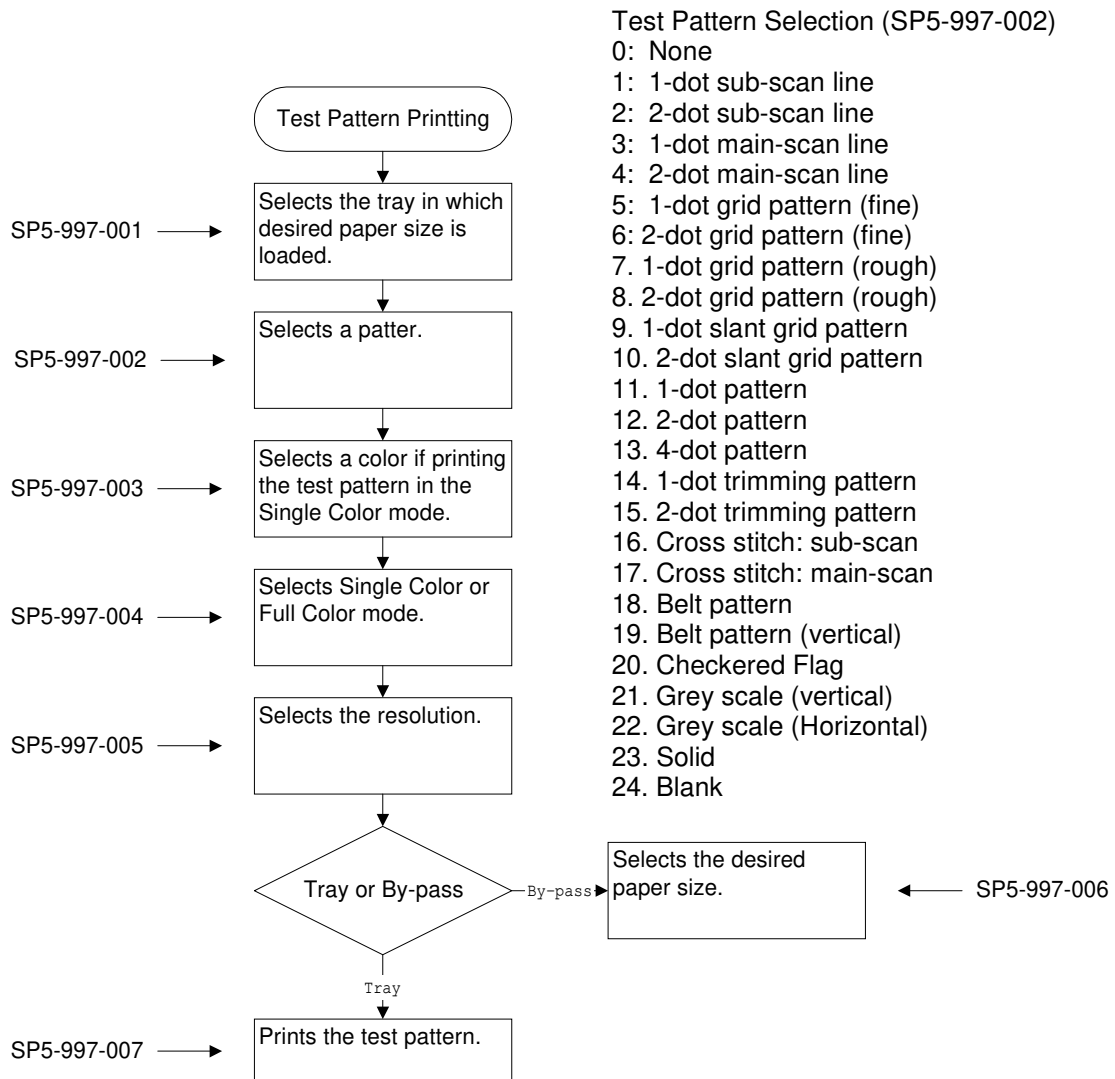 Test Pattern Printting
SP5-997-001
Selects the tray in which
desired paper size is
loaded.
SP5-997-002
Selects a patter.
SP5-997-003
Selects a color if printing
the test pattern in the
Single Color mode.
SP5-997-004
Selects Single Color or
Full Color mode.
SP5-997-005
Selects the resolution.
Tray or By-pass
By-pass
Selects the desired
paper size.
SP5-997-006
Tray
SP5-997-007
Prints the test pattern.
Test Pattern Selection (SP5-997-002)
0: None
1: 1-dot sub-scan line
2: 2-dot sub-scan line
3: 1-dot main-scan line
4: 2-dot main-scan line
5: 1-dot grid pattern (fine)
6: 2-dot grid pattern (fine)
7. 1-dot grid pattern (rough)
8. 2-dot grid pattern (rough)
9. 1-dot slant grid pattern
10. 2-dot slant grid pattern
11. 1-dot pattern
12. 2-dot pattern
13. 4-dot pattern
14. 1-dot trimming pattern
15. 2-dot trimming pattern
16. Cross stitch: sub-scan
17. Cross stitch: main-scan
18. Belt pattern
19. Belt pattern (vertical)
20. Checkered Flag
21. Grey scale (vertical)
22. Grey scale (Horizontal)
23. Solid
24. Blank